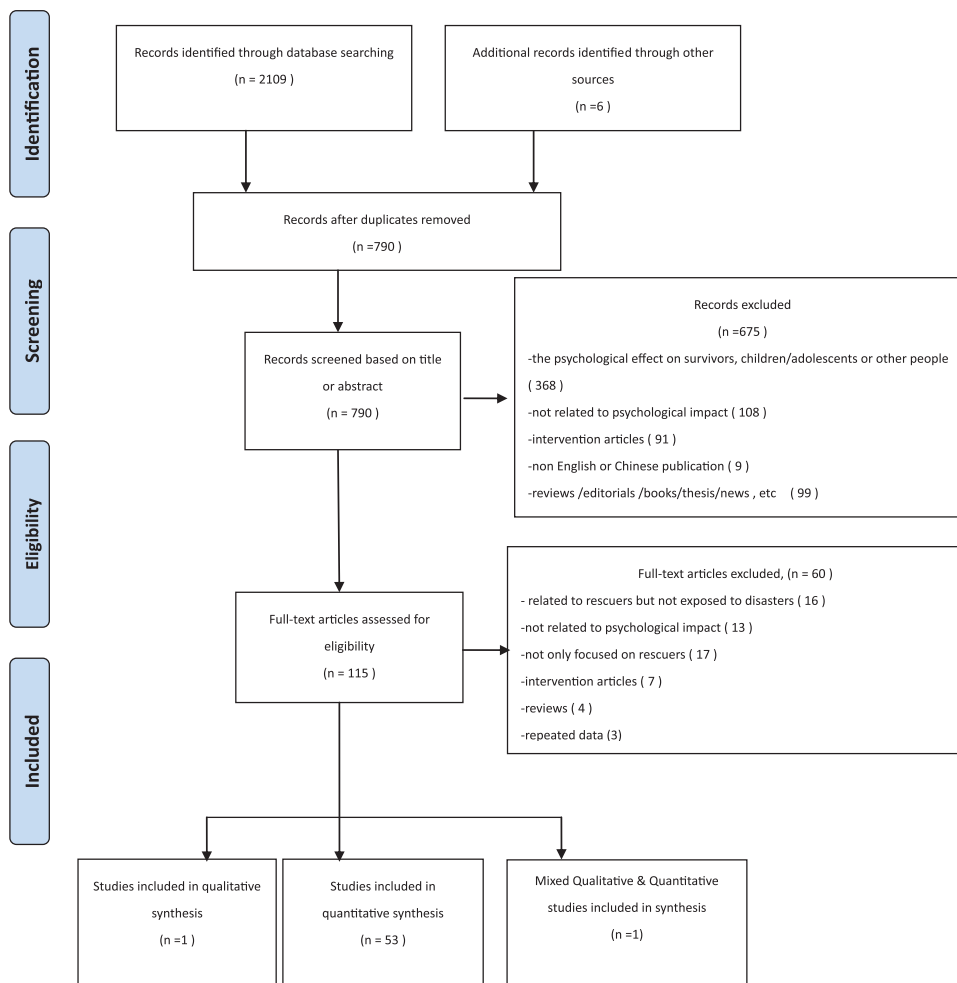 Identification
Records identified through database searching
(n = 2109 )
Additional records identified through other
sources
(n =6 )
Records after duplicates removed
(n =790 )
Screening
Records screened based on title
or abstract
(n = 790 )
Records excluded
(n =675 )
-the psychological effect on survivors, children/adolescents or other people
( 368 )
-not related to psychological impact ( 108 )
-intervention articles ( 91 )
-non English or Chinese publication ( 9 )
-reviews /editorials /books/thesis/news , etc ( 99 )
Eligibility
Full-text articles assessed for
eligibility
(n = 115 )
Full-text articles excluded, (n = 60 )
- related to rescuers but not exposed to disasters ( 16 )
-not related to psychological impact ( 13 )
-not only focused on rescuers ( 17 )
-intervention articles ( 7 )
-reviews ( 4 )
-repeated data (3)
Included
Studies included in qualitative
synthesis
(n =1 )
Studies included in
quantitative synthesis
(n = 53 )
Mixed Qualitative & Quantitative
studies included in synthesis
(n =1)